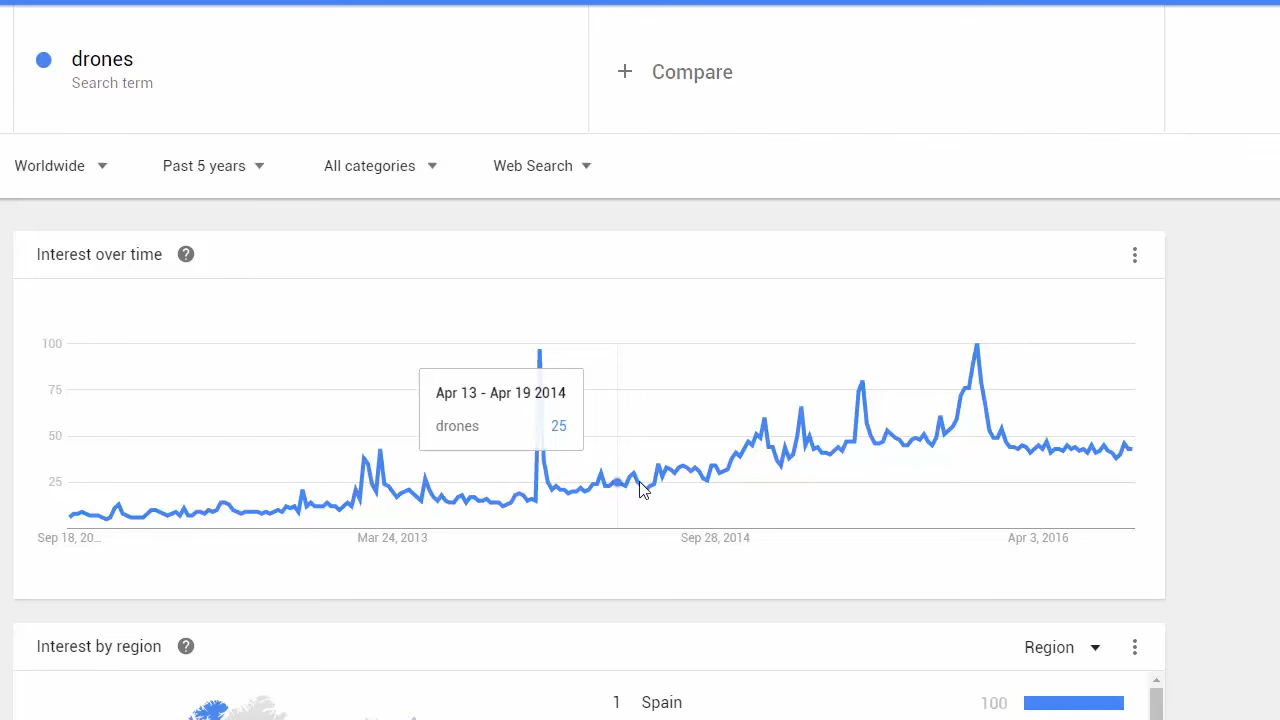 drones
Search term
+ Compare
Worldwide
Past 5 years
All categories
Web Search
Interest over time ?
100
75
50
25
Apr 13 - Apr 19 2014
drones 25
Sep 18, 20...
Mar 24, 2013
Sep 28, 2014
Apr 3, 2016
Interest by region ?
Region
1 Spain 100